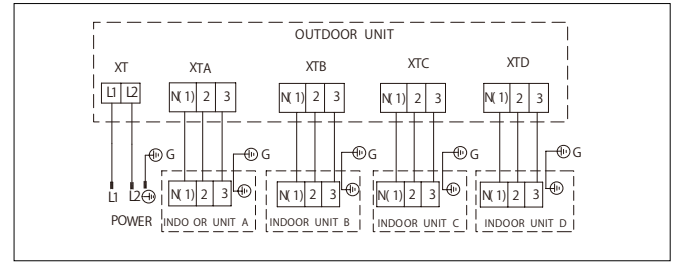 OUTDOOR UNIT
XT XTA XTB XTC XTD
L1 L2 N( 1) 2 3 N( 1) 2 3 N( 1) 2 3 N( 1) 2 3
G G G G G
L1 L2 N( 1) 2 3 N( 1) 2 3 N( 1) 2 3 N( 1) 2 3
POWER INDO OR UNIT A INDOOR UNIT B INDOOR UNIT C INDOOR UNIT D